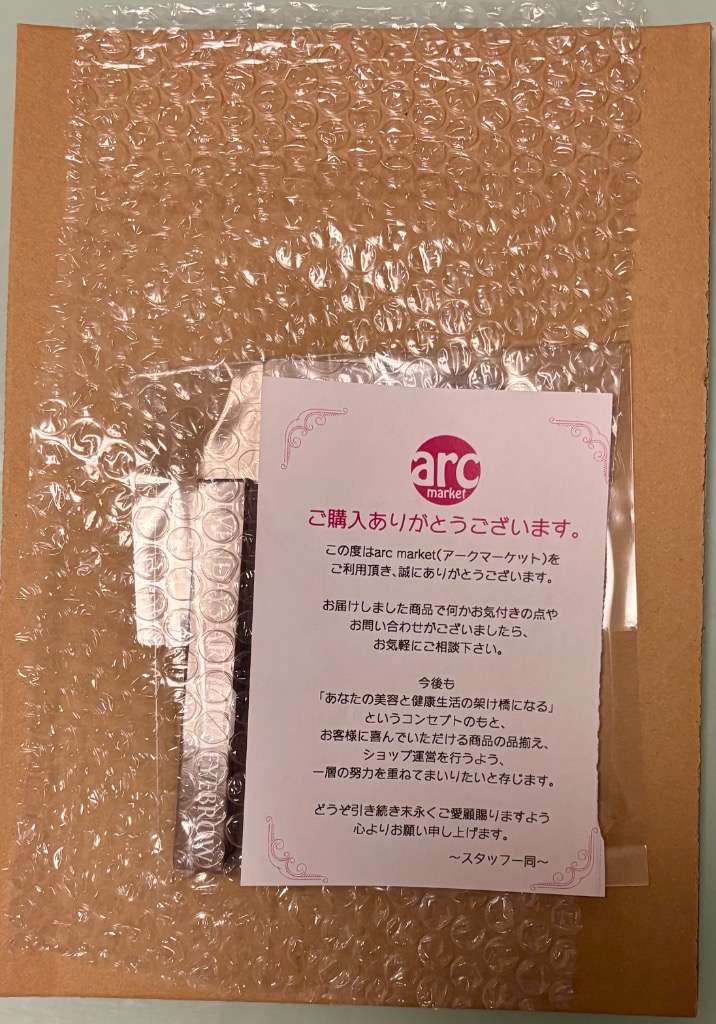 arc
market
ご購入ありがとうございます。
この度はarc market(アークマーケット)を
ご利用頂き、誠にありがとうございます。
お届けしました商品で何かお気付きの点や
お問い合わせがございましたら、
お気軽にご相談下さい。
今後も
「あなたの美容と健康生活の架け橋になる」
というコンセプトのもと、
お客様に喜んでいただける商品の品揃え、
ショップ運営を行うよう、
一層の努力を重ねてまいりたいと存じます。
どうぞ引き続き末永くご愛顧賜りますよう
心よりお願い申し上げます。
~スタッフ一同~
EYEBROW